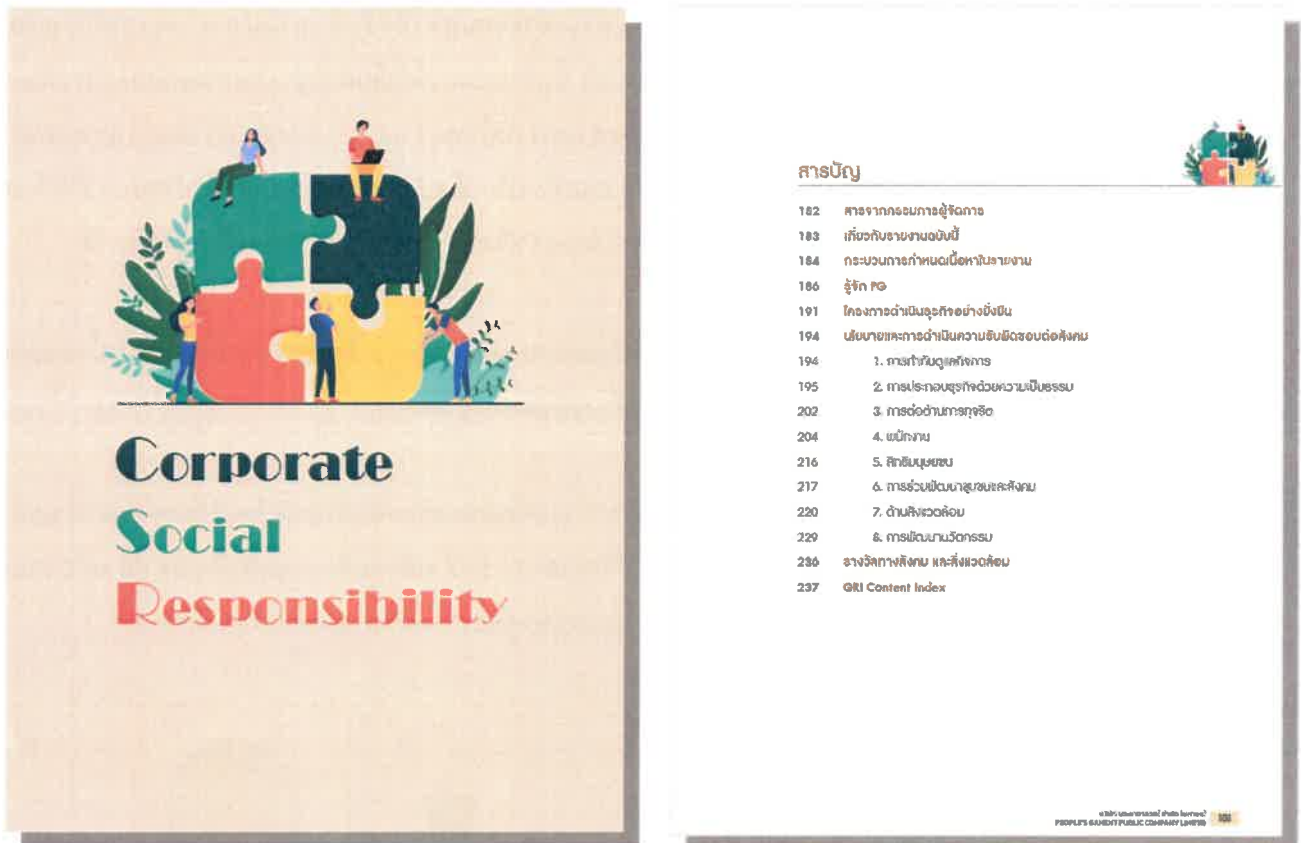 Corporate
Social
Responsibility
สารบัญ
182 สารจากกรรมการผู้จัดการ
183 เกี่ยวกับรายงานฉบับนี้
184 กระบวนการกำหนดเนื้อหาในรายงาน
186 รู้จัก PG
191 โครงการดำเนินธุรกิจอย่างยั่งยืน
194 นโยบายและการดำเนินความรับผิดชอบต่อสังคม
194 1. การกำกับดูแลกิจการ
195 2. การประกอบธุรกิจด้วยความเป็นธรรม
202 3. การต่อต้านการทุจริต
204 4. พนักงาน
216 5. สิทธิมนุษยชน
217 6. การร่วมพัฒนาชุมชนและสังคม
220 7. ด้านสิ่งแวดล้อม
229 8. การพัฒนานวัตกรรม
236 รางวัลทางสังคม และสิ่งแวดล้อม
237 GRI Content Index
PEOPLE'S GARMENT PUBLIC COMPANY LIMITED